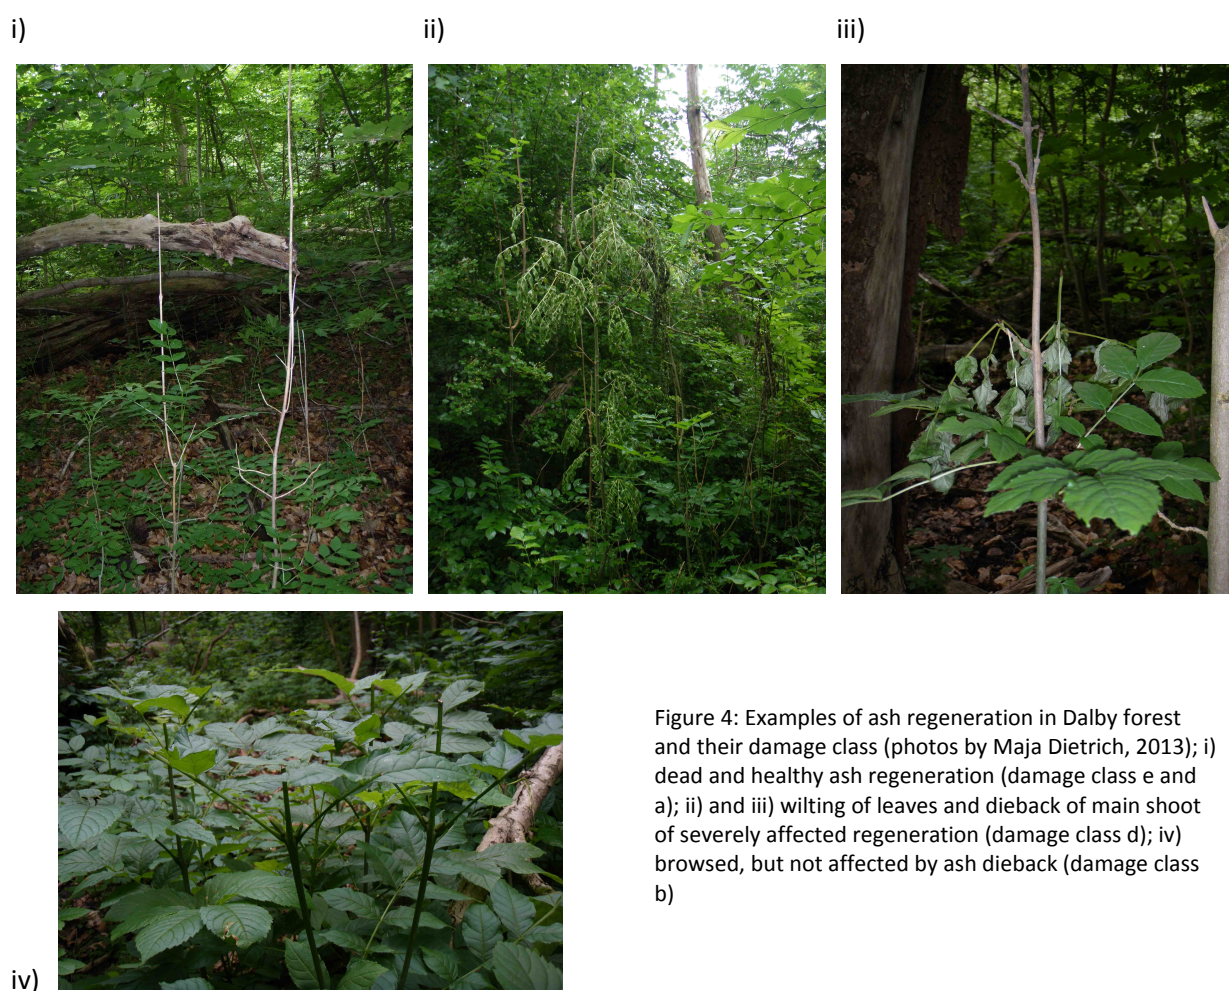 i)
ii)
iii)
iv)
Figure 4: Examples of ash regeneration in Dalby forest
and their damage class (photos by Maja Dietrich, 2013); i)
dead and healthy ash regeneration (damage class e and
a); ii) and iii) wilting of leaves and dieback of main shoot
of severely affected regeneration (damage class d); iv)
browsed, but not affected by ash dieback (damage class
b)